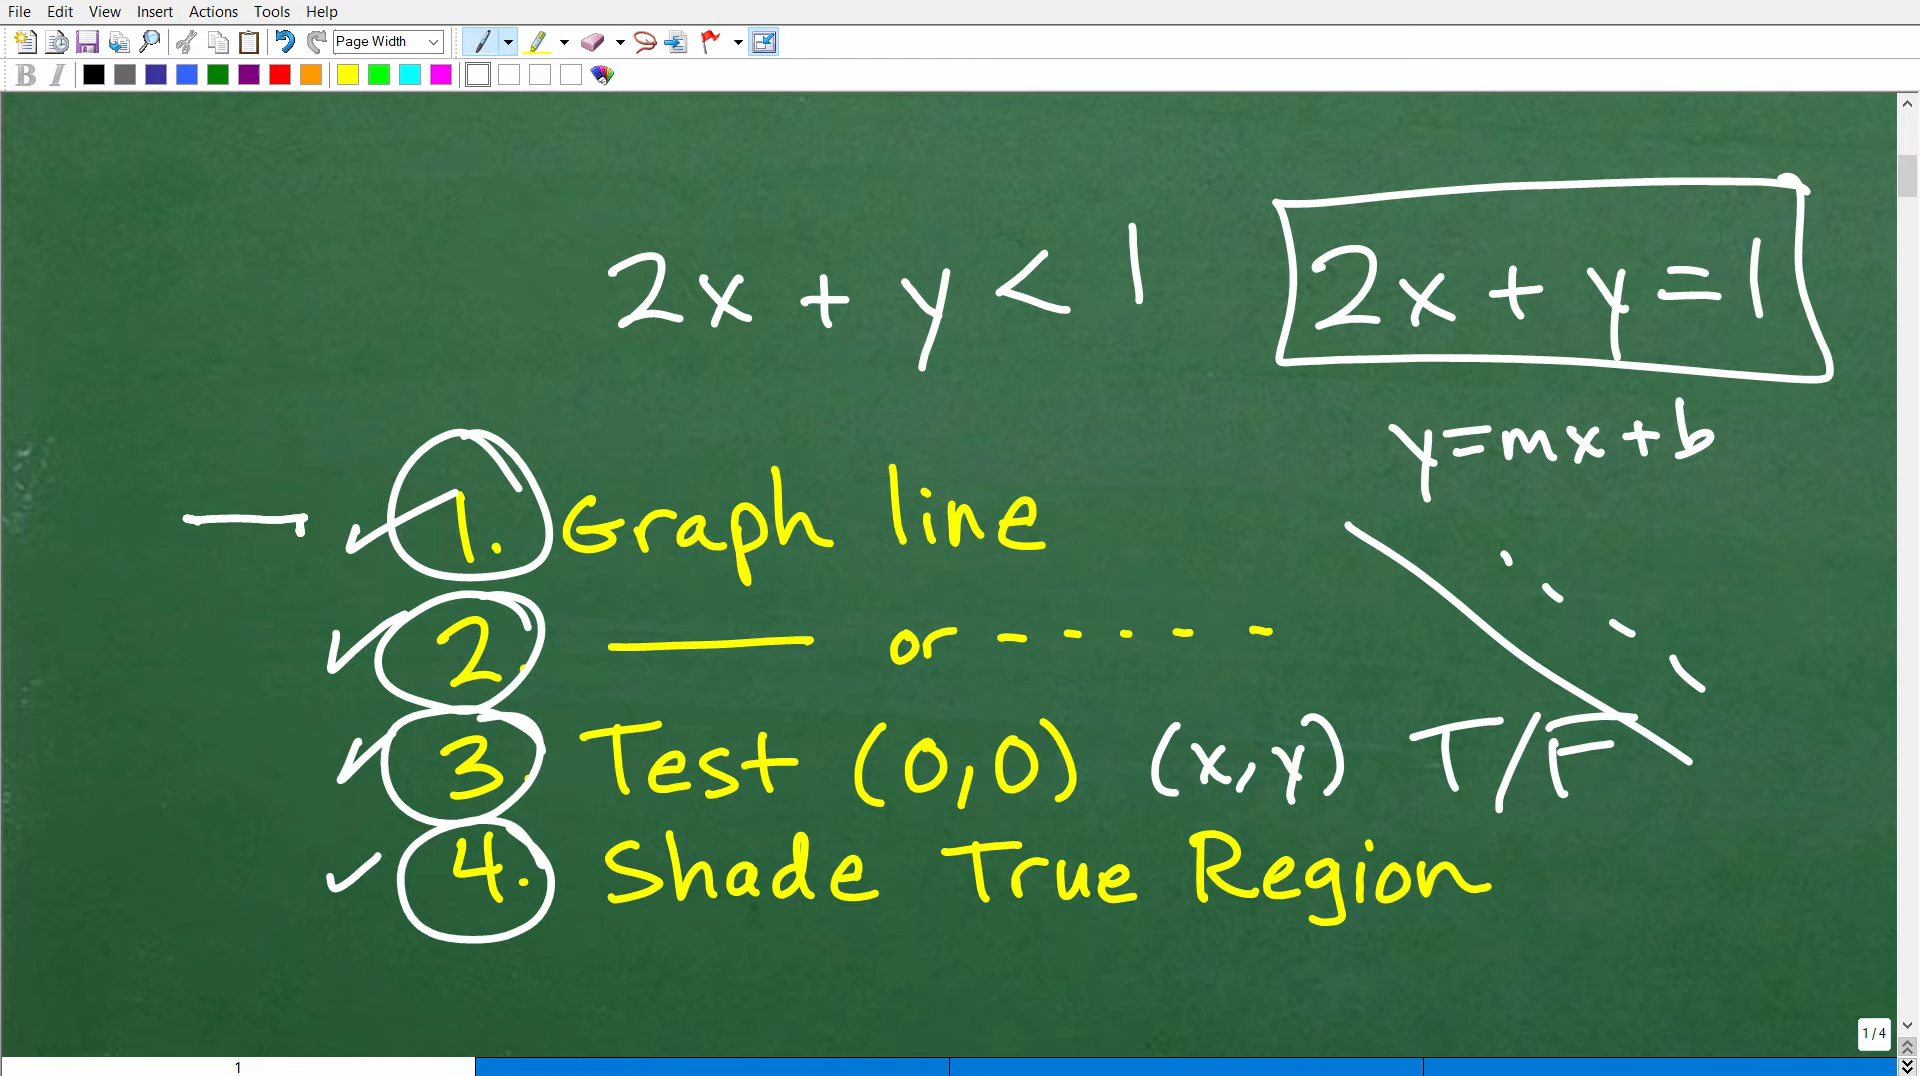 File Edit View Insert Actions Tools Help
Page Width
B I
2x + y < 1
2x + y = 1
y = mx + b
1. Graph line
2. —— or - - - - -
3. Test (0,0) (x,y) T/F
4. Shade True Region
1 / 4
1